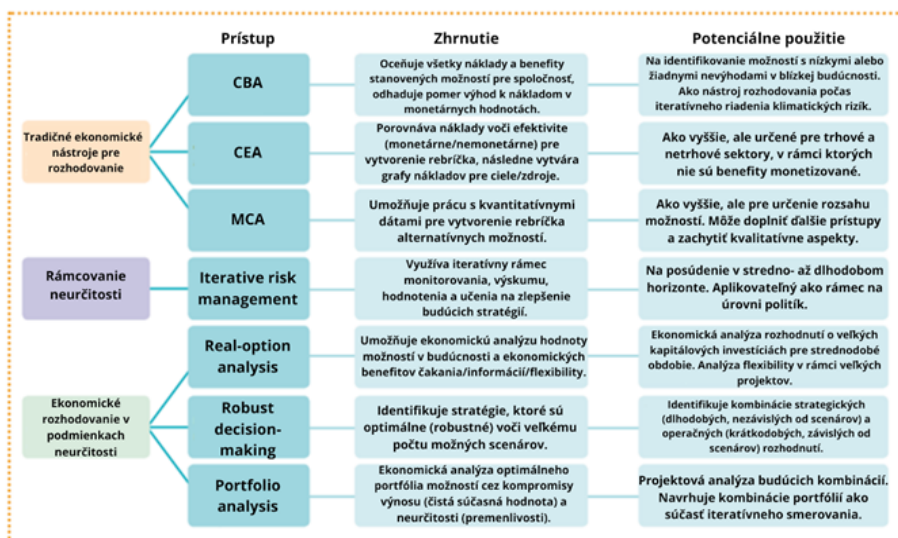 Prístup
Zhrnutie
Potenciálne použitie
Tradičné ekonomické
nástroje pre
rozhodovanie
CBA
Oceňuje všetky náklady a benefity
stanovených možností pre spoločnosť,
odhaduje pomer výhod k nákladom v
monetárnych hodnotách.
Na identifikovanie možností s nízkymi alebo
žiadnymi nevýhodami v blízkej budúcnosti.
Ako nástroj rozhodovania počas
iteratívneho riadenia klimatických rizík.
CEA
Porovnáva náklady voči efektivite
(monetárne/nemonetárne) pre
vytvorenie rebríčka, následne vytvára
grafy nákladov pre ciele/zdroje.
Ako vyššie, ale určené pre trhové a
netrhové sektory, v rámci ktorých
nie sú benefity monetizované.
MCA
Umožňuje prácu s kvantitatívnymi
dátami pre vytvorenie rebríčka
alternatívnych možností.
Ako vyššie, ale pre určenie rozsahu
možností. Môže doplniť ďalšie prístupy
a zachytiť kvalitatívne aspekty.
Rámcovanie
neurčitosti
Iterative risk
management
Využíva iteratívny rámec
monitorovania, výskumu,
hodnotenia a učenia na zlepšenie
budúcich stratégií.
Na posúdenie v stredno- až dlhodobom
horizonte. Aplikovateľný ako rámec na
úrovni politík.
Ekonomické
rozhodovanie v
podmienkach
neurčitosti
Real-option
analysis
Umožňuje ekonomickú analýzu hodnoty
možností v budúcnosti a ekonomických
benefitov čakania/informácií/flexibility.
Ekonomická analýza rozhodnutí o veľkých
kapitálových investíciách pre strednodobé
obdobie. Analýza flexibility v rámci veľkých
projektov.
Robust
decision-
making
Identifikuje stratégie, ktoré sú
optimálne (robustné) voči veľkému
počtu možných scenárov.
Identifikuje kombinácie strategických
(dlhodobých, nezávislých od scenárov) a
operačných (krátkodobých, závislých od
scenárov) rozhodnutí.
Portfolio
analysis
Ekonomická analýza optimálneho
portfólia možností cez kompromisy
výnosu (čistá súčasná hodnota) a
neurčitosti (premenlivosti).
Projektová analýza budúcich kombinácií.
Navrhuje kombinácie portfólií ako
súčasť iteratívneho smerovania.